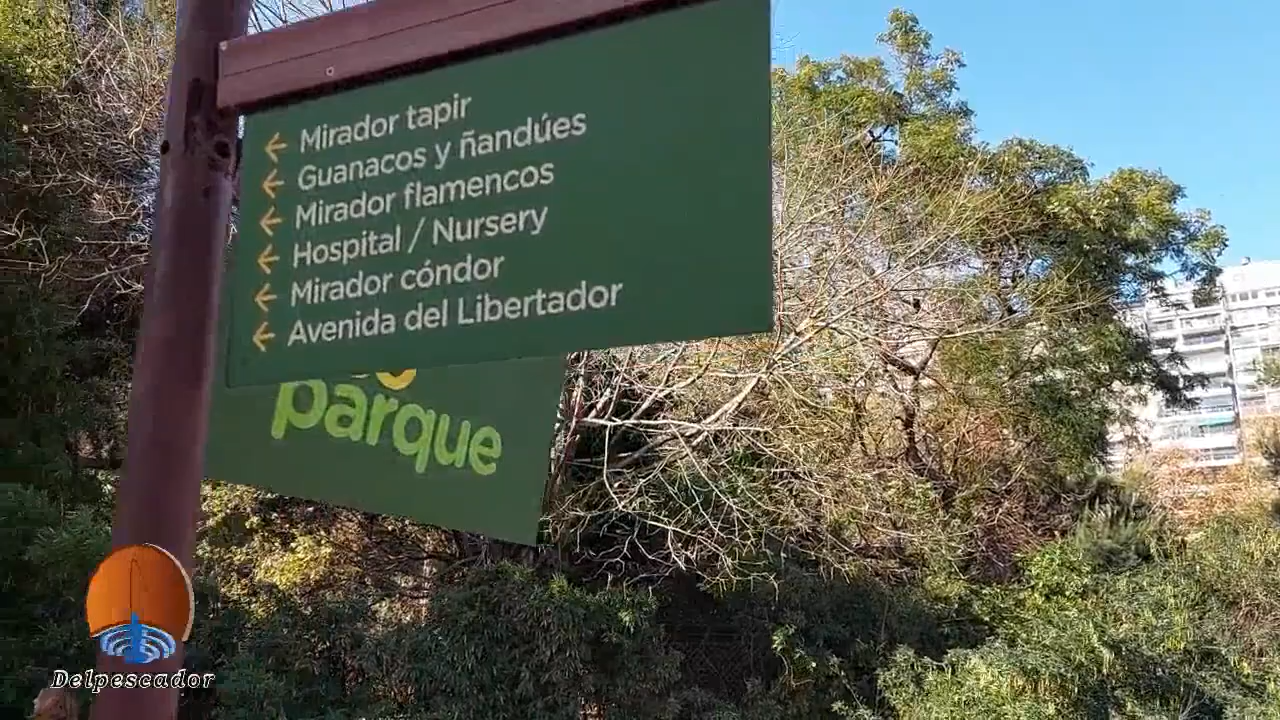 Mirador tapir
Guanacos y ñandúes
Mirador flamencos
Hospital / Nursery
Mirador cóndor
Avenida del Libertador
parque
Delpescador